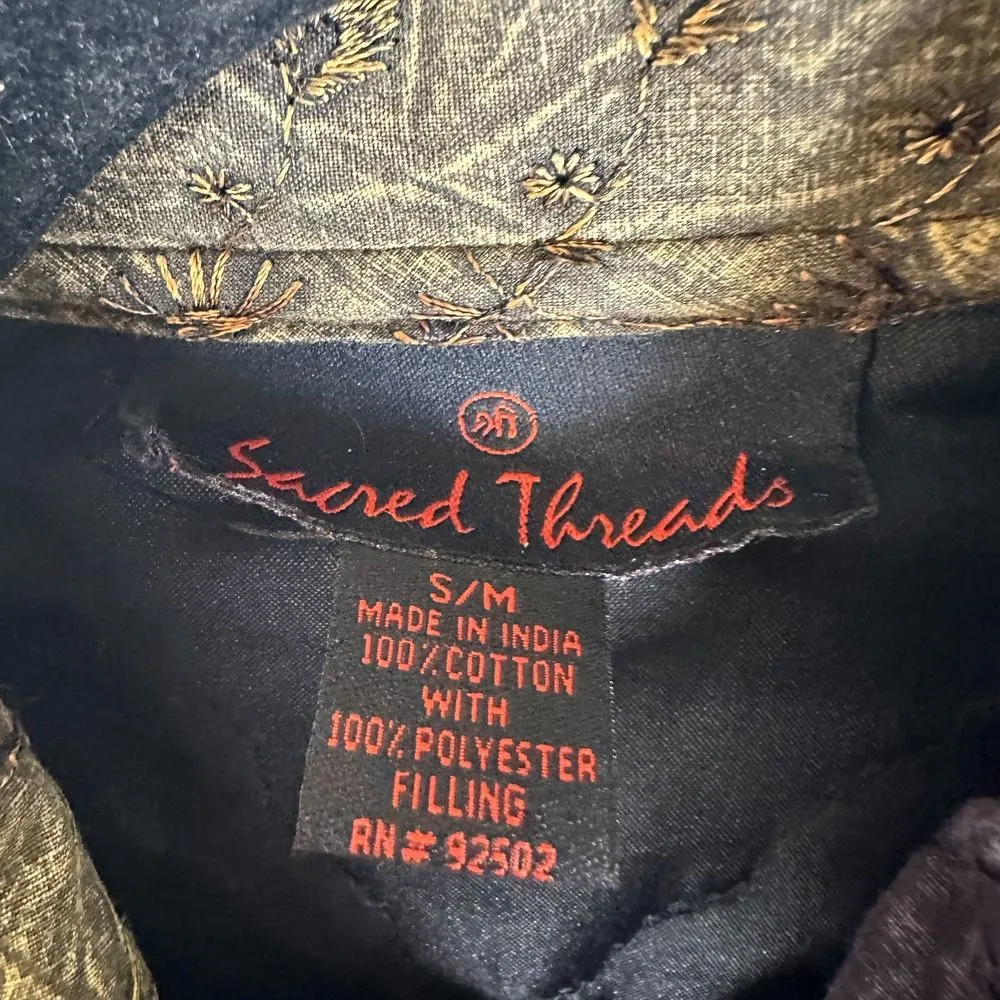 श्री
Sacred Threads
S/M
MADE IN INDIA
100% COTTON
WITH
100% POLYESTER
FILLING
RN# 92502